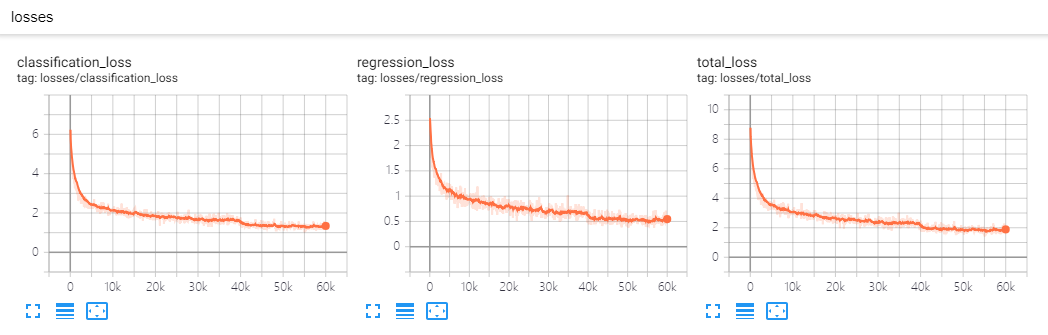 losses
classification_loss
tag: losses/classification_loss
6
4
2
0
0 10k 20k 30k 40k 50k 60k
regression_loss
tag: losses/regression_loss
2.5
2
1.5
1
0.5
0
0 10k 20k 30k 40k 50k 60k
total_loss
tag: losses/total_loss
10
8
6
4
2
0
0 10k 20k 30k 40k 50k 60k